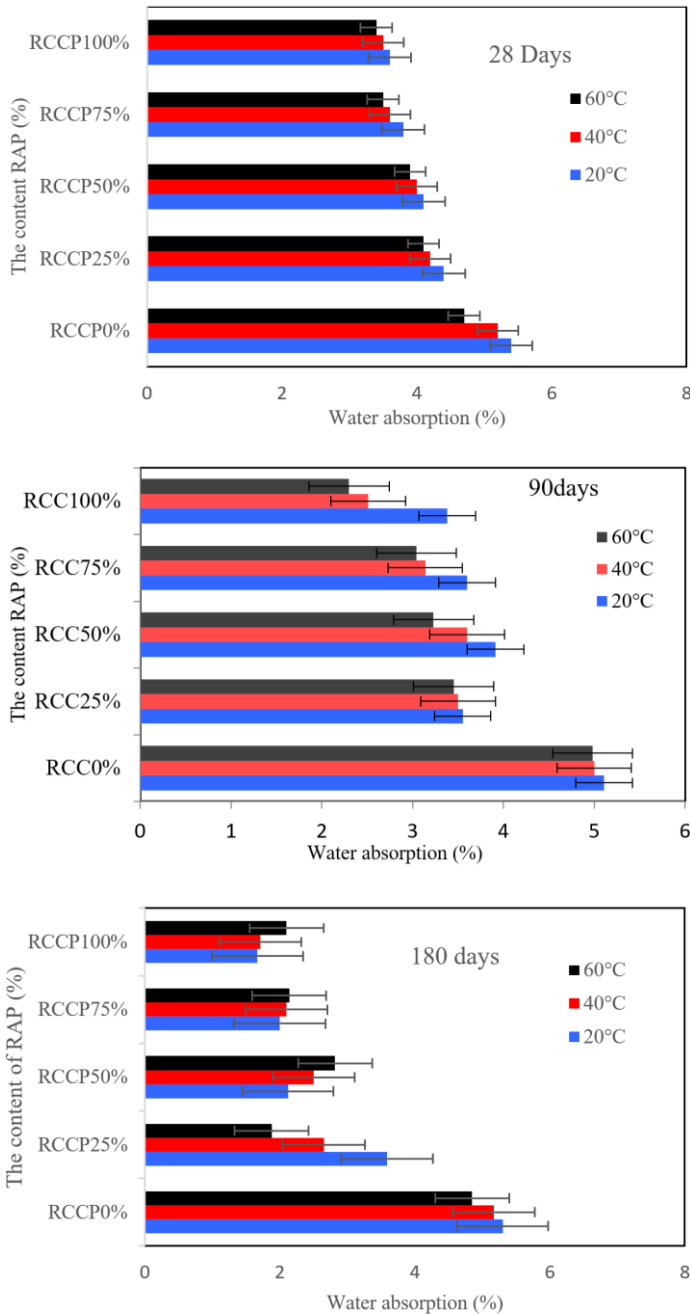 RCCP100%
28 Days
60°C
RCCP75%
40°C
RCCP50%
20°C
RCCP25%
RCCP0%
The content RAP (%)
0 2 4 6 8
Water absorption (%)
RCC100%
90days
60°C
RCC75%
40°C
20°C
RCC50%
RCC25%
RCC0%
The content RAP (%)
0 1 2 3 4 5 6
Water absorption (%)
RCCP100%
180 days
60°C
RCCP75%
40°C
20°C
RCCP50%
RCCP25%
RCCP0%
The content of RAP (%)
0 2 4 6 8
Water absorption (%)